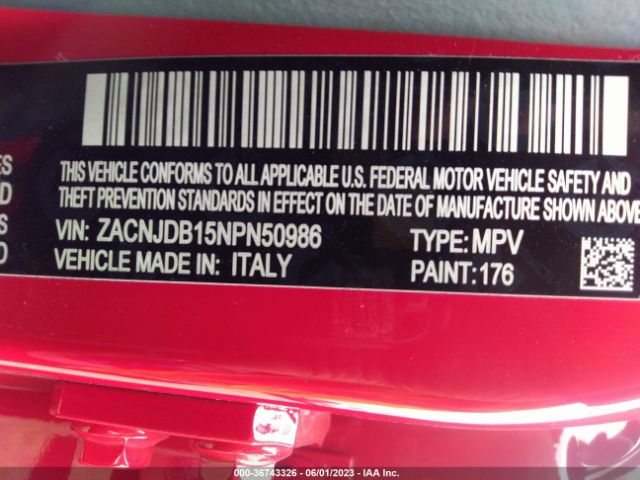 ES
THIS VEHICLE CONFORMS TO ALL APPLICABLE U.S. FEDERAL MOTOR VEHICLE SAFETY AND
D
THEFT PREVENTION STANDARDS IN EFFECT ON THE DATE OF MANUFACTURE SHOWN ABOVE
S
VIN: ZACNJDB15NPN50986 TYPE: MPV
VEHICLE MADE IN: ITALY PAINT: 176
000-36743326 - 06/01/2023 - IAA Inc.